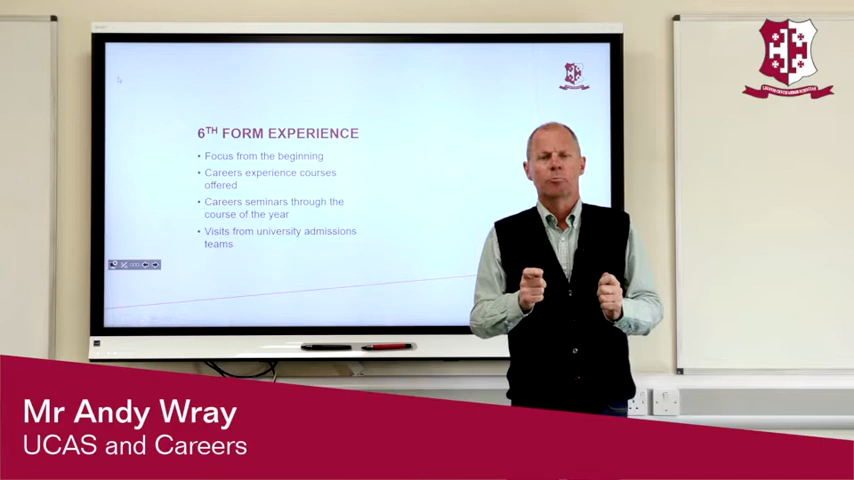 6TH FORM EXPERIENCE
• Focus from the beginning
• Careers experience courses
offered
• Careers seminars through the
course of the year
• Visits from university admissions
teams
Mr Andy Wray
UCAS and Careers